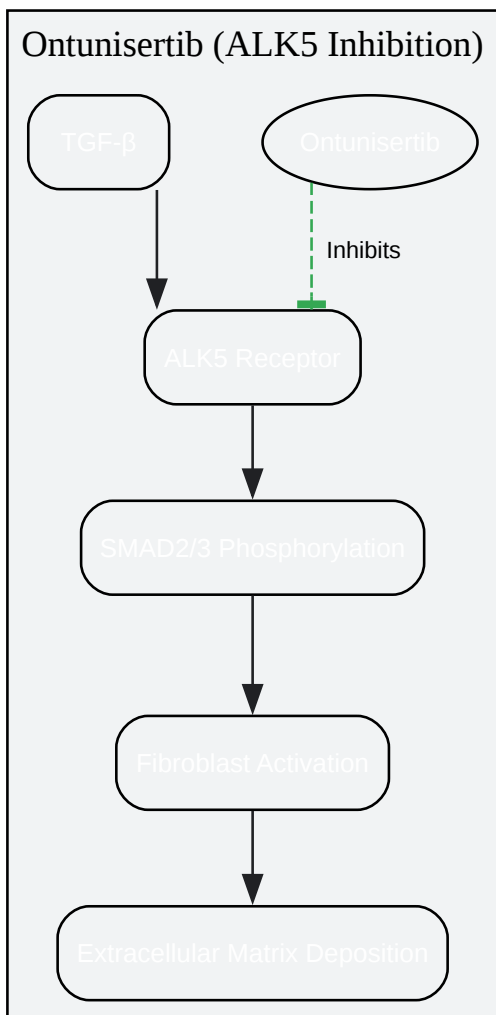 Ontunisertib (ALK5 Inhibition)
TGF-β
Ontunisertib
Inhibits
ALK5 Receptor
SMAD2/3 Phosphorylation
Fibroblast Activation
Extracellular Matrix Deposition